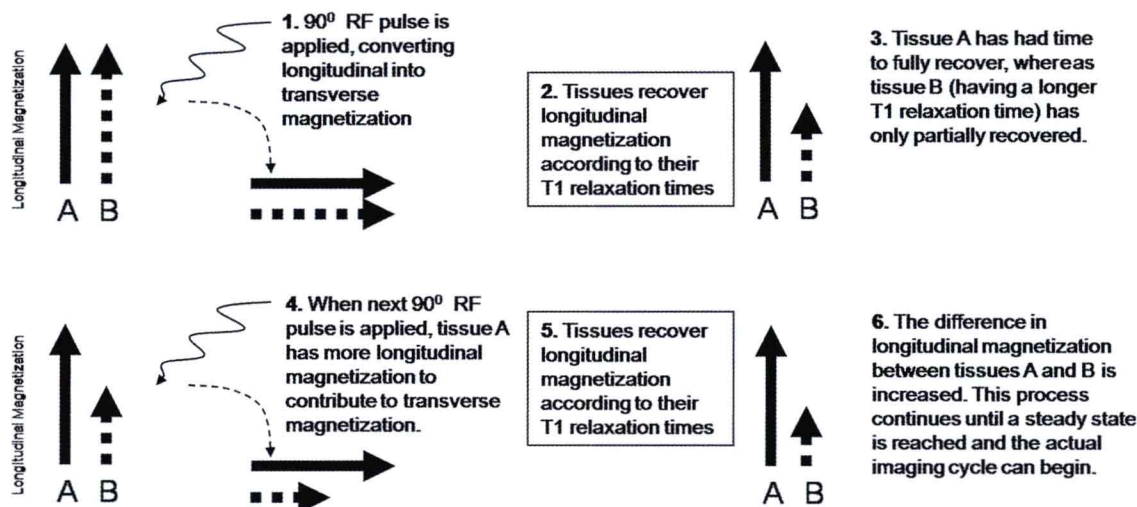 Longitudinal Magnetization
A B
1. 90⁰ RF pulse is
applied, converting
longitudinal into
transverse
magnetization
2. Tissues recover
longitudinal
magnetization
according to their
T1 relaxation times
A B
3. Tissue A has had time
to fully recover, whereas
tissue B (having a longer
T1 relaxation time) has
only partially recovered.
Longitudinal Magnetization
A B
4. When next 90⁰ RF
pulse is applied, tissue A
has more longitudinal
magnetization to
contribute to transverse
magnetization.
5. Tissues recover
longitudinal
magnetization
according to their
T1 relaxation times
A B
6. The difference in
longitudinal magnetization
between tissues A and B is
increased. This process
continues until a steady state
is reached and the actual
imaging cycle can begin.